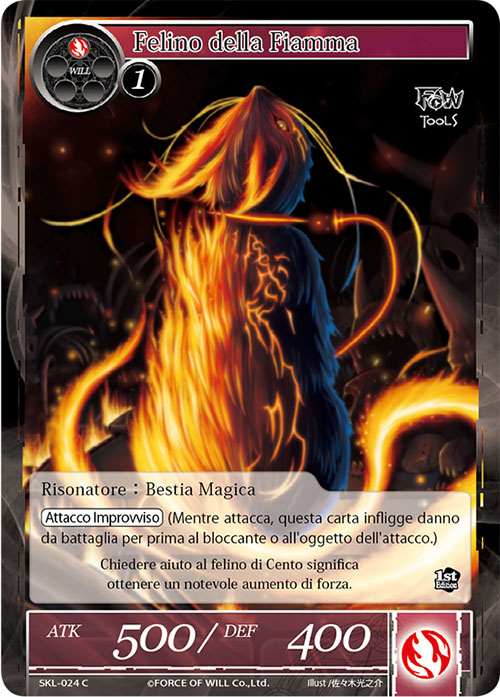 Felino della Fiamma
WILL
1
FOW
TOOLS
Risonatore : Bestia Magica
Attacco Improvviso (Mentre attacca, questa carta infligge danno
da battaglia per prima al bloccante o all'oggetto dell'attacco.)
Chiedere aiuto al felino di Cento significa
ottenere un notevole aumento di forza.
1st
Edition
ATK 500/ DEF 400
SKL-024 C ©FORCE OF WILL Co.,Ltd. Illust /佐々木光之介